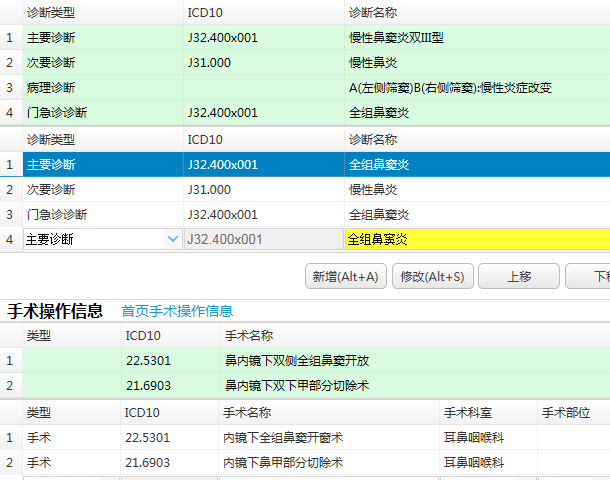 诊断类型 ICD10 诊断名称
1 主要诊断 J32.400x001 慢性鼻窦炎双III型
2 次要诊断 J31.000 慢性鼻炎
3 病理诊断 A(左侧筛窦)B(右侧筛窦):慢性炎症改变
4 门急诊诊断 J32.400x001 全组鼻窦炎
诊断类型 ICD10 诊断名称
1 主要诊断 J32.400x001 全组鼻窦炎
2 次要诊断 J31.000 慢性鼻炎
3 门急诊诊断 J32.400x001 全组鼻窦炎
4 主要诊断 J32.400x001 全组鼻窦炎
新增(Alt+A) 修改(Alt+S) 上移 下移
手术操作信息 首页手术操作信息
类型 ICD10 手术名称
1 22.5301 鼻内镜下双侧全组鼻窦开放
2 21.6903 鼻内镜下双下甲部分切除术
类型 ICD10 手术名称 手术科室 手术部位
1 手术 22.5301 内镜下全组鼻窦开窗术 耳鼻咽喉科
2 手术 21.6903 内镜下鼻甲部分切除术 耳鼻咽喉科